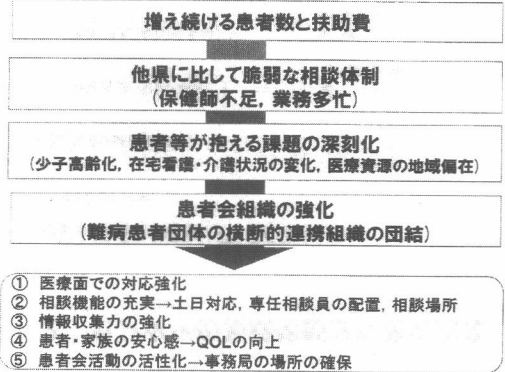 増え続ける患者数と扶助費
他県に比して脆弱な相談体制
(保健師不足，業務多忙)
患者等が抱える課題の深刻化
(少子高齢化，在宅看護・介護状況の変化，医療資源の地域偏在)
患者会組織の強化
(難病患者団体の横断的連携組織の団結)
① 医療面での対応強化
② 相談機能の充実→土日対応，専任相談員の配置，相談場所
③ 情報収集力の強化
④ 患者・家族の安心感→QOLの向上
⑤ 患者会活動の活性化→事務局の場所の確保